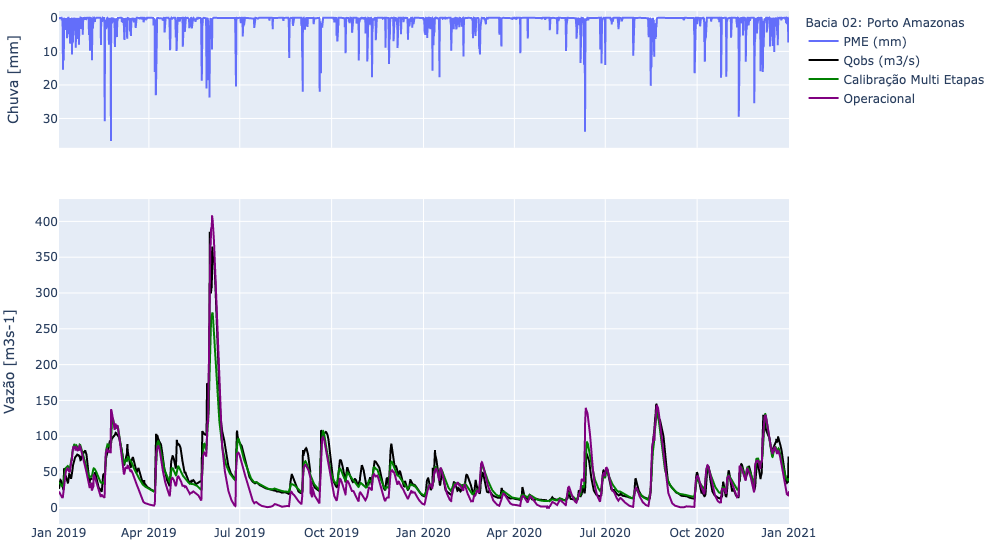 Bacia 02: Porto Amazonas
PME (mm)
Qobs (m3/s)
Calibração Multi Etapas
Operacional
Chuva [mm]
0
10
20
30
Vazão [m3s-1]
400
350
300
250
200
150
100
50
0
Jan 2019
Apr 2019
Jul 2019
Oct 2019
Jan 2020
Apr 2020
Jul 2020
Oct 2020
Jan 2021